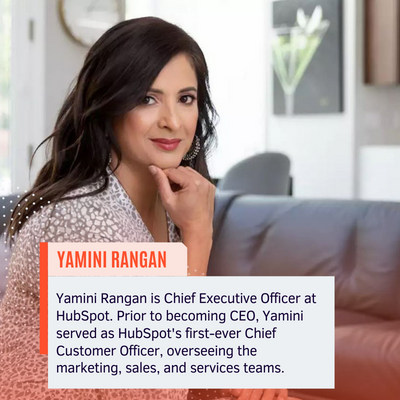 YAMINI RANGAN
Yamini Rangan is Chief Executive Officer at
HubSpot. Prior to becoming CEO, Yamini
served as HubSpot's first-ever Chief
Customer Officer, overseeing the
marketing, sales, and services teams.